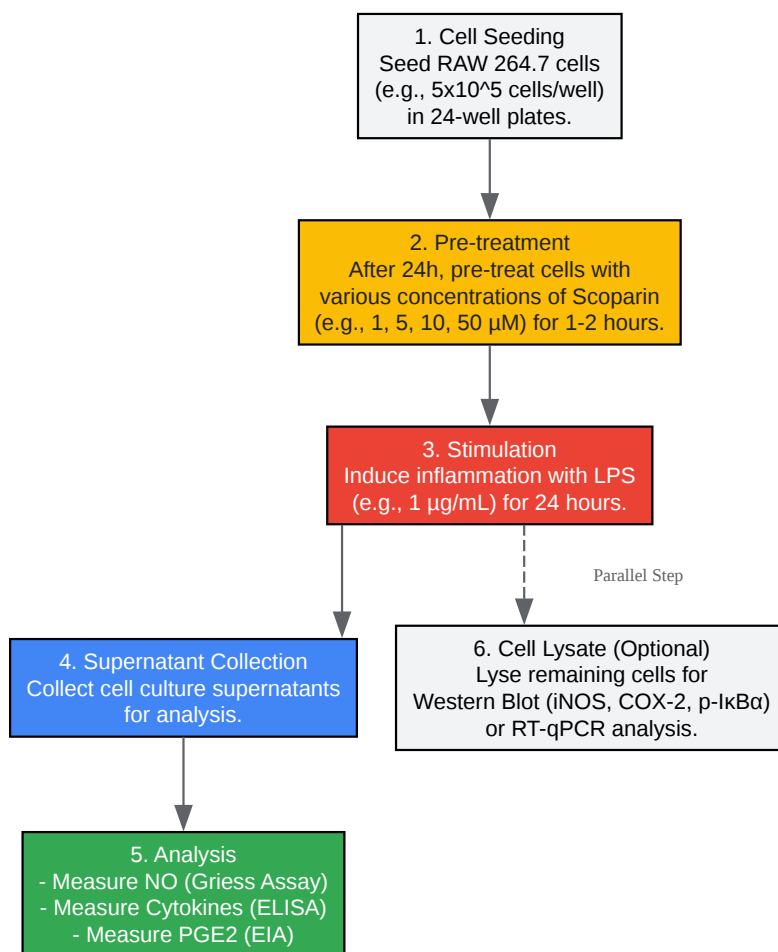 1. Cell Seeding
Seed RAW 264.7 cells
(e.g., 5x10^5 cells/well)
in 24-well plates.
2. Pre-treatment
After 24h, pre-treat cells with
various concentrations of Scoparin
(e.g., 1, 5, 10, 50 µM) for 1-2 hours.
3. Stimulation
Induce inflammation with LPS
(e.g., 1 µg/mL) for 24 hours.
Parallel Step
4. Supernatant Collection
Collect cell culture supernatants
for analysis.
6. Cell Lysate (Optional)
Lyse remaining cells for
Western Blot (iNOS, COX-2, p-IκBα)
or RT-qPCR analysis.
5. Analysis
- Measure NO (Griess Assay)
- Measure Cytokines (ELISA)
- Measure PGE2 (EIA)